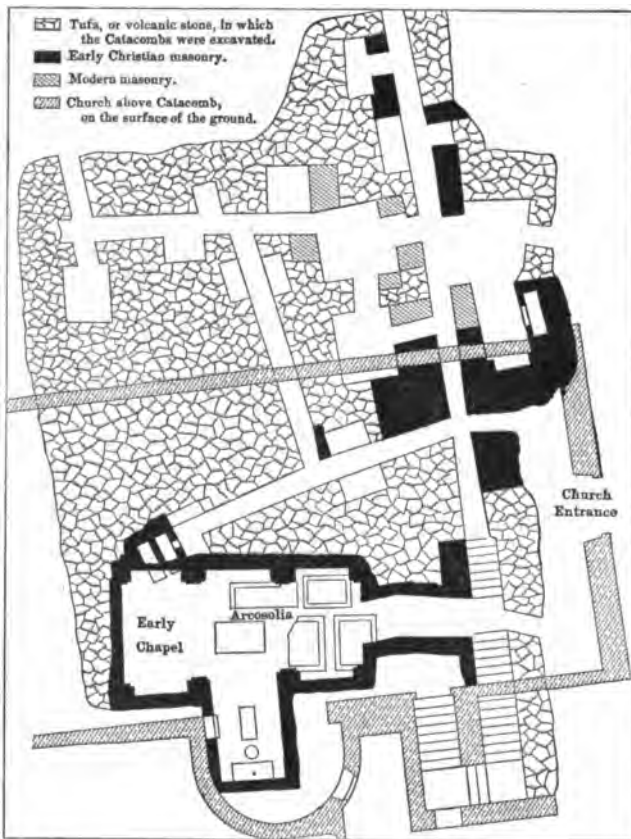 Tufa, or volcanic stone, in which
the Catacombs were excavated.
Early Christian masonry.
Modern masonry.
Church above Catacomb,
on the surface of the ground.
Church
Entrance
Early
Chapel
Arcosolia